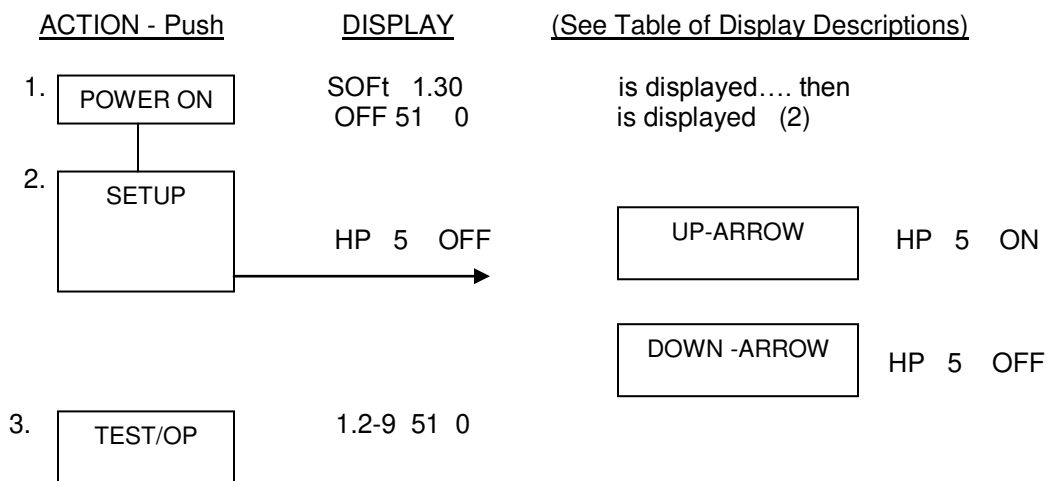 ACTION - Push DISPLAY (See Table of Display Descriptions)
1. POWER ON SOFt 1.30 is displayed…. then
OFF 51 0 is displayed (2)
2. SETUP
HP 5 OFF UP-ARROW HP 5 ON
DOWN -ARROW HP 5 OFF
3. TEST/OP 1.2-9 51 0